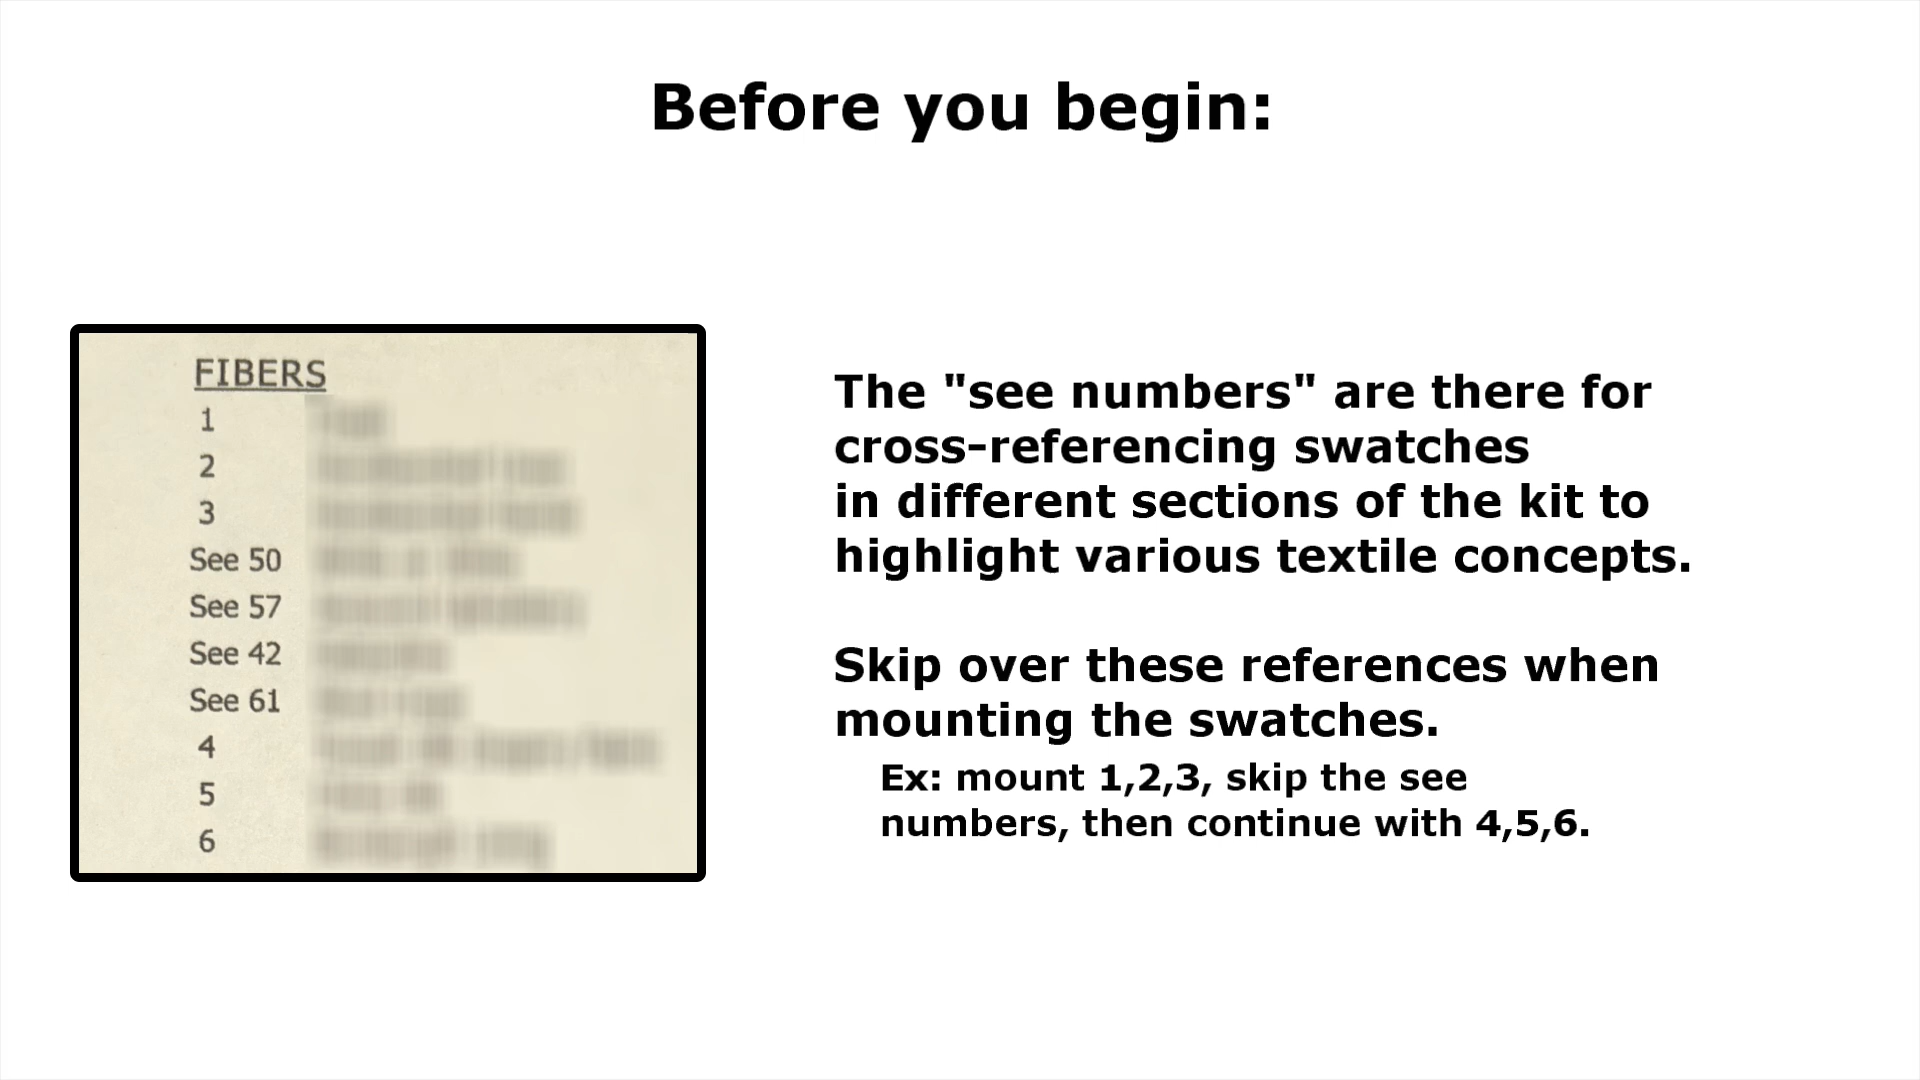 Before you begin:
FIBERS
1
2
3
See 50
See 57
See 42
See 61
4
5
6
The "see numbers" are there for
cross-referencing swatches
in different sections of the kit to
highlight various textile concepts.
Skip over these references when
mounting the swatches.
Ex: mount 1,2,3, skip the see
numbers, then continue with 4,5,6.